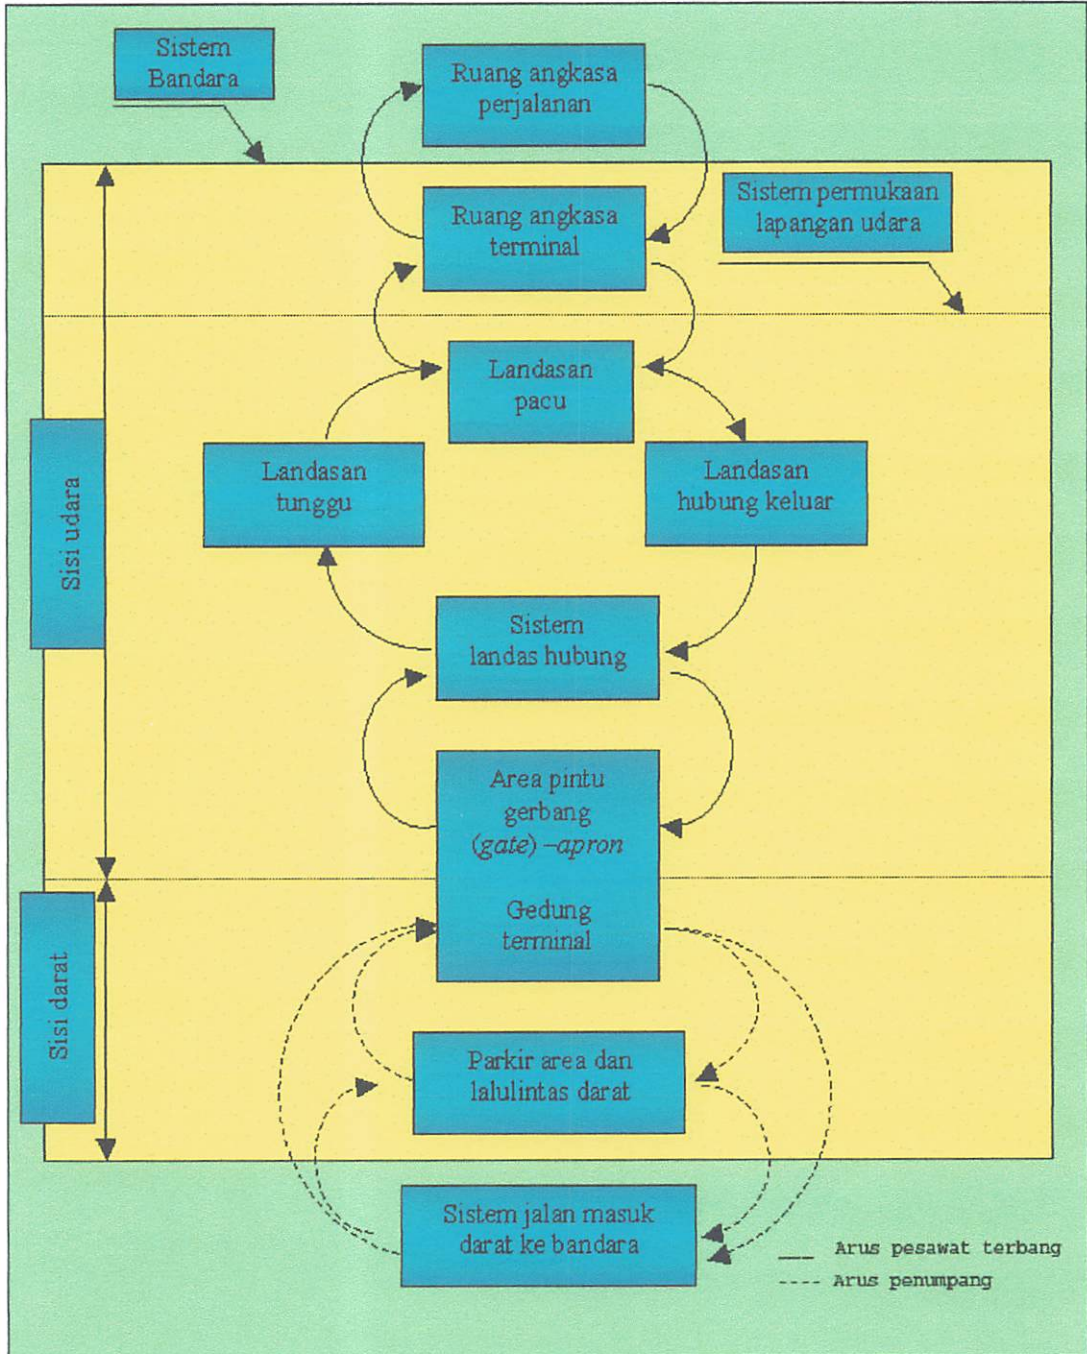 Sistem
Bandara
Ruang angkasa
perjalanan
Ruang angkasa
terminal
Sistem permukaan
lapangan udara
Landasan
pacu
Landasan
tunggu
Landasan
hubung keluar
Sisi udara
Sistem
landas hubung
Area pintu
gerbang
(gate) –apron
Gedung
terminal
Sisi darat
Parkir area dan
lalulintas darat
Sistem jalan masuk
darat ke bandara
Arus pesawat terbang
Arus penumpang